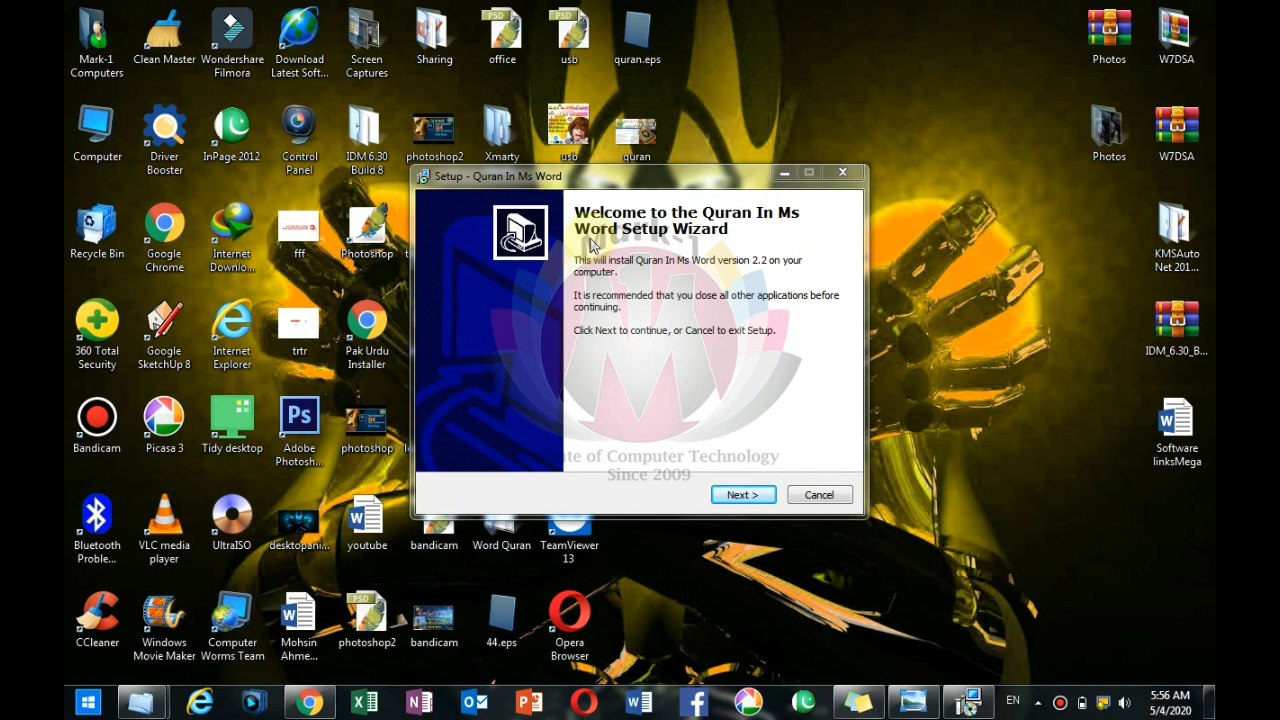 Mark-1
Computers
Clean Master
Wondershare
Filmora
Download
Latest Soft...
Screen
Captures
Sharing
office
usb
quran.eps
Photos
W7DSA
Computer
Driver
Booster
InPage 2012
Control
Panel
IDM 6.30
Build 8
photoshop2
Xmarty
usb
quran
Photos
W7DSA
Setup - Quran In Ms Word
Welcome to the Quran In Ms
Word Setup Wizard
This will install Quran In Ms Word version 2.2 on your
computer.
It is recommended that you close all other applications before
continuing.
Click Next to continue, or Cancel to exit Setup.
Next >
Cancel
Recycle Bin
Google
Chrome
Internet
Downlo...
fff
Photoshop
KMSAuto
Net 201...
360 Total
Security
Google
SketchUp 8
Internet
Explorer
trtr
Pak Urdu
Installer
IDM_6.30_B...
Bandicam
Picasa 3
Tidy desktop
Ps
Adobe
Photosh...
photoshop
Software
linksMega
Mark-1
te of Computer Technology
Since 2009
Bluetooth
Proble...
VLC media
player
UltraISO
desktopani...
youtube
bandicam
Word Quran
TeamViewer
13
CCleaner
Windows
Movie Maker
Computer
Worms Team
Mohsin
Ahme...
photoshop2
bandicam
44.eps
Opera
Browser
EN
5:56 AM
5/4/2020